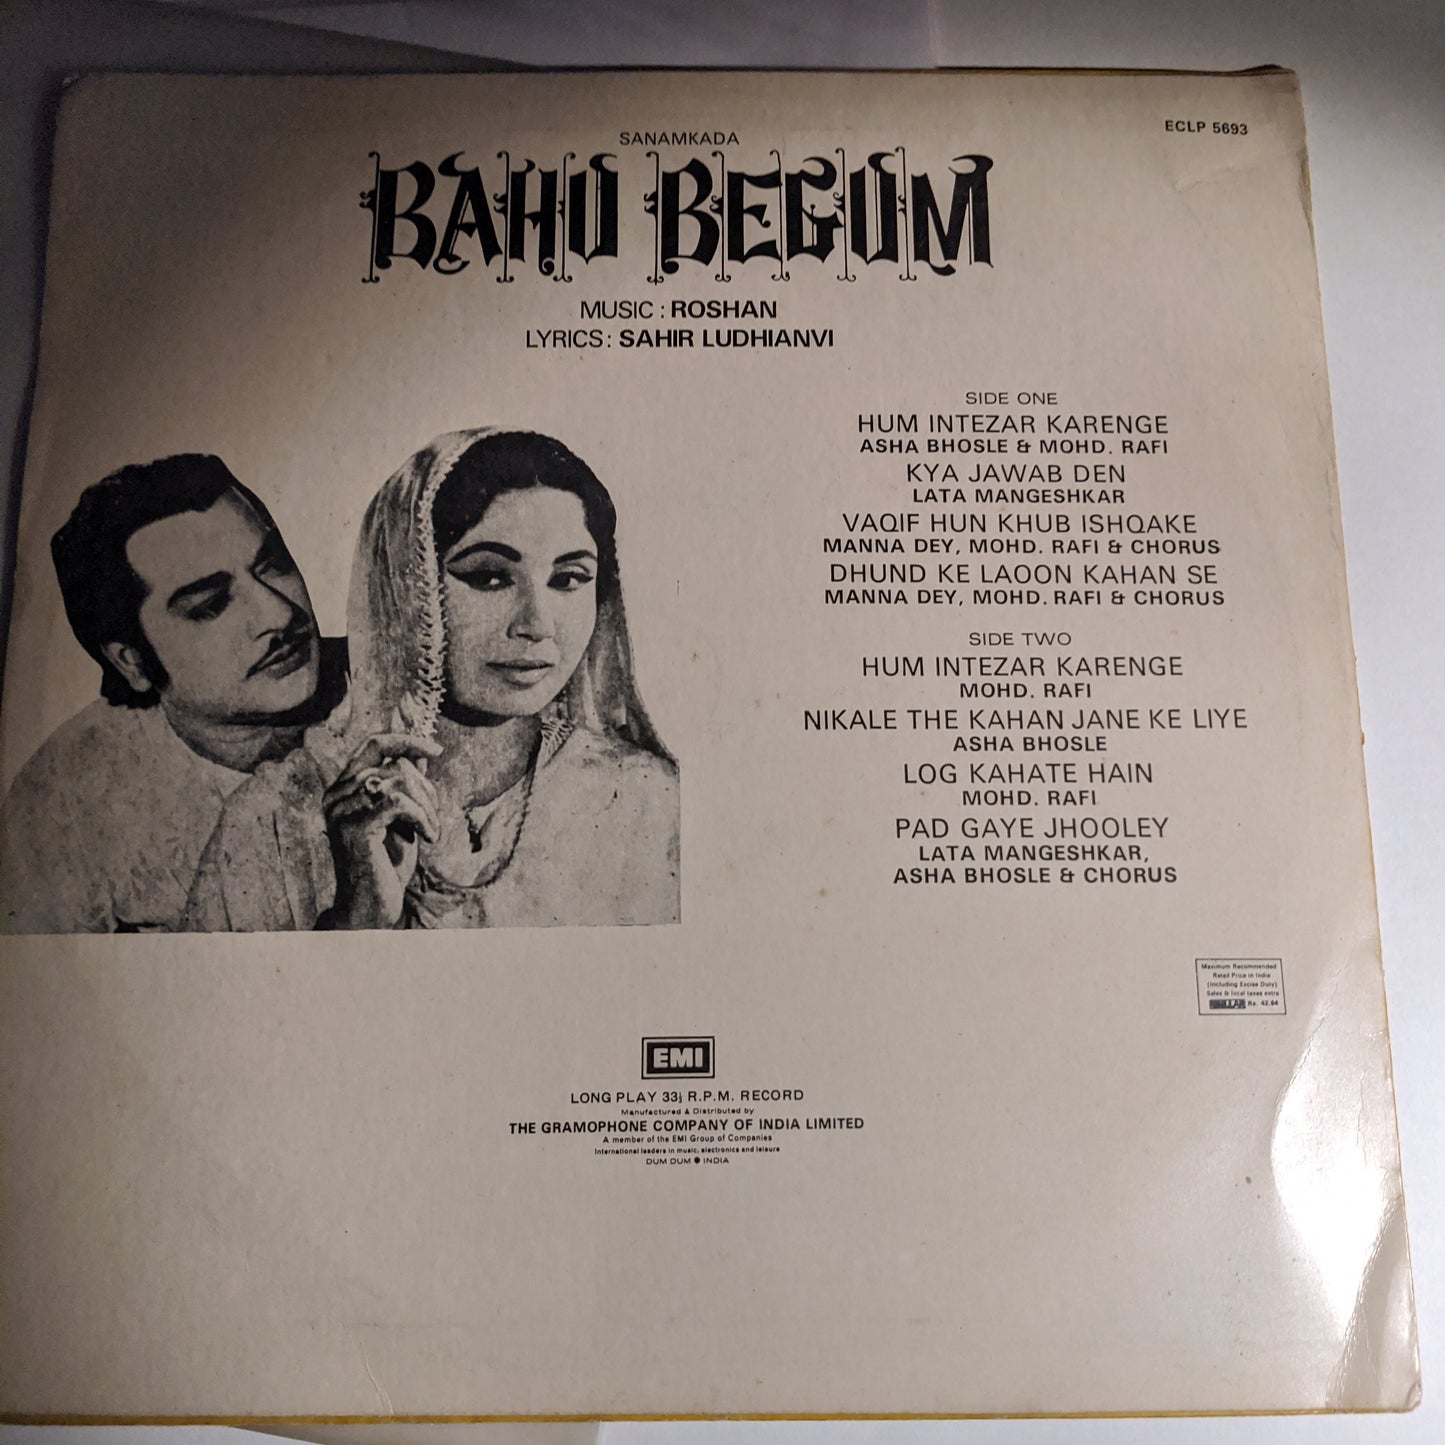 ECLP 5693
SANAMKADA
BAHU BEGUM
MUSIC : ROSHAN
LYRICS : SAHIR LUDHIANVI
SIDE ONE
HUM INTEZAR KARENGE
ASHA BHOSLE & MOHD. RAFI
KYA JAWAB DEN
LATA MANGESHKAR
VAQIF HUN KHUB ISHQAKE
MANNA DEY, MOHD. RAFI & CHORUS
DHUND KE LAOON KAHAN SE
MANNA DEY, MOHD. RAFI & CHORUS
SIDE TWO
HUM INTEZAR KARENGE
MOHD. RAFI
NIKALE THE KAHAN JANE KE LIYE
ASHA BHOSLE
LOG KAHATE HAIN
MOHD. RAFI
PAD GAYE JHOOLEY
LATA MANGESHKAR,
ASHA BHOSLE & CHORUS
Maximum Recommended
Retail Price in India
(Including Excise Duty)
Sales & local taxes extra
Rs. 42.64
EMI
LONG PLAY 33⅓ R.P.M. RECORD
Manufactured & Distributed by
THE GRAMOPHONE COMPANY OF INDIA LIMITED
A member of the EMI Group of Companies
International leaders in music, electronics and leisure
DUM DUM ● INDIA